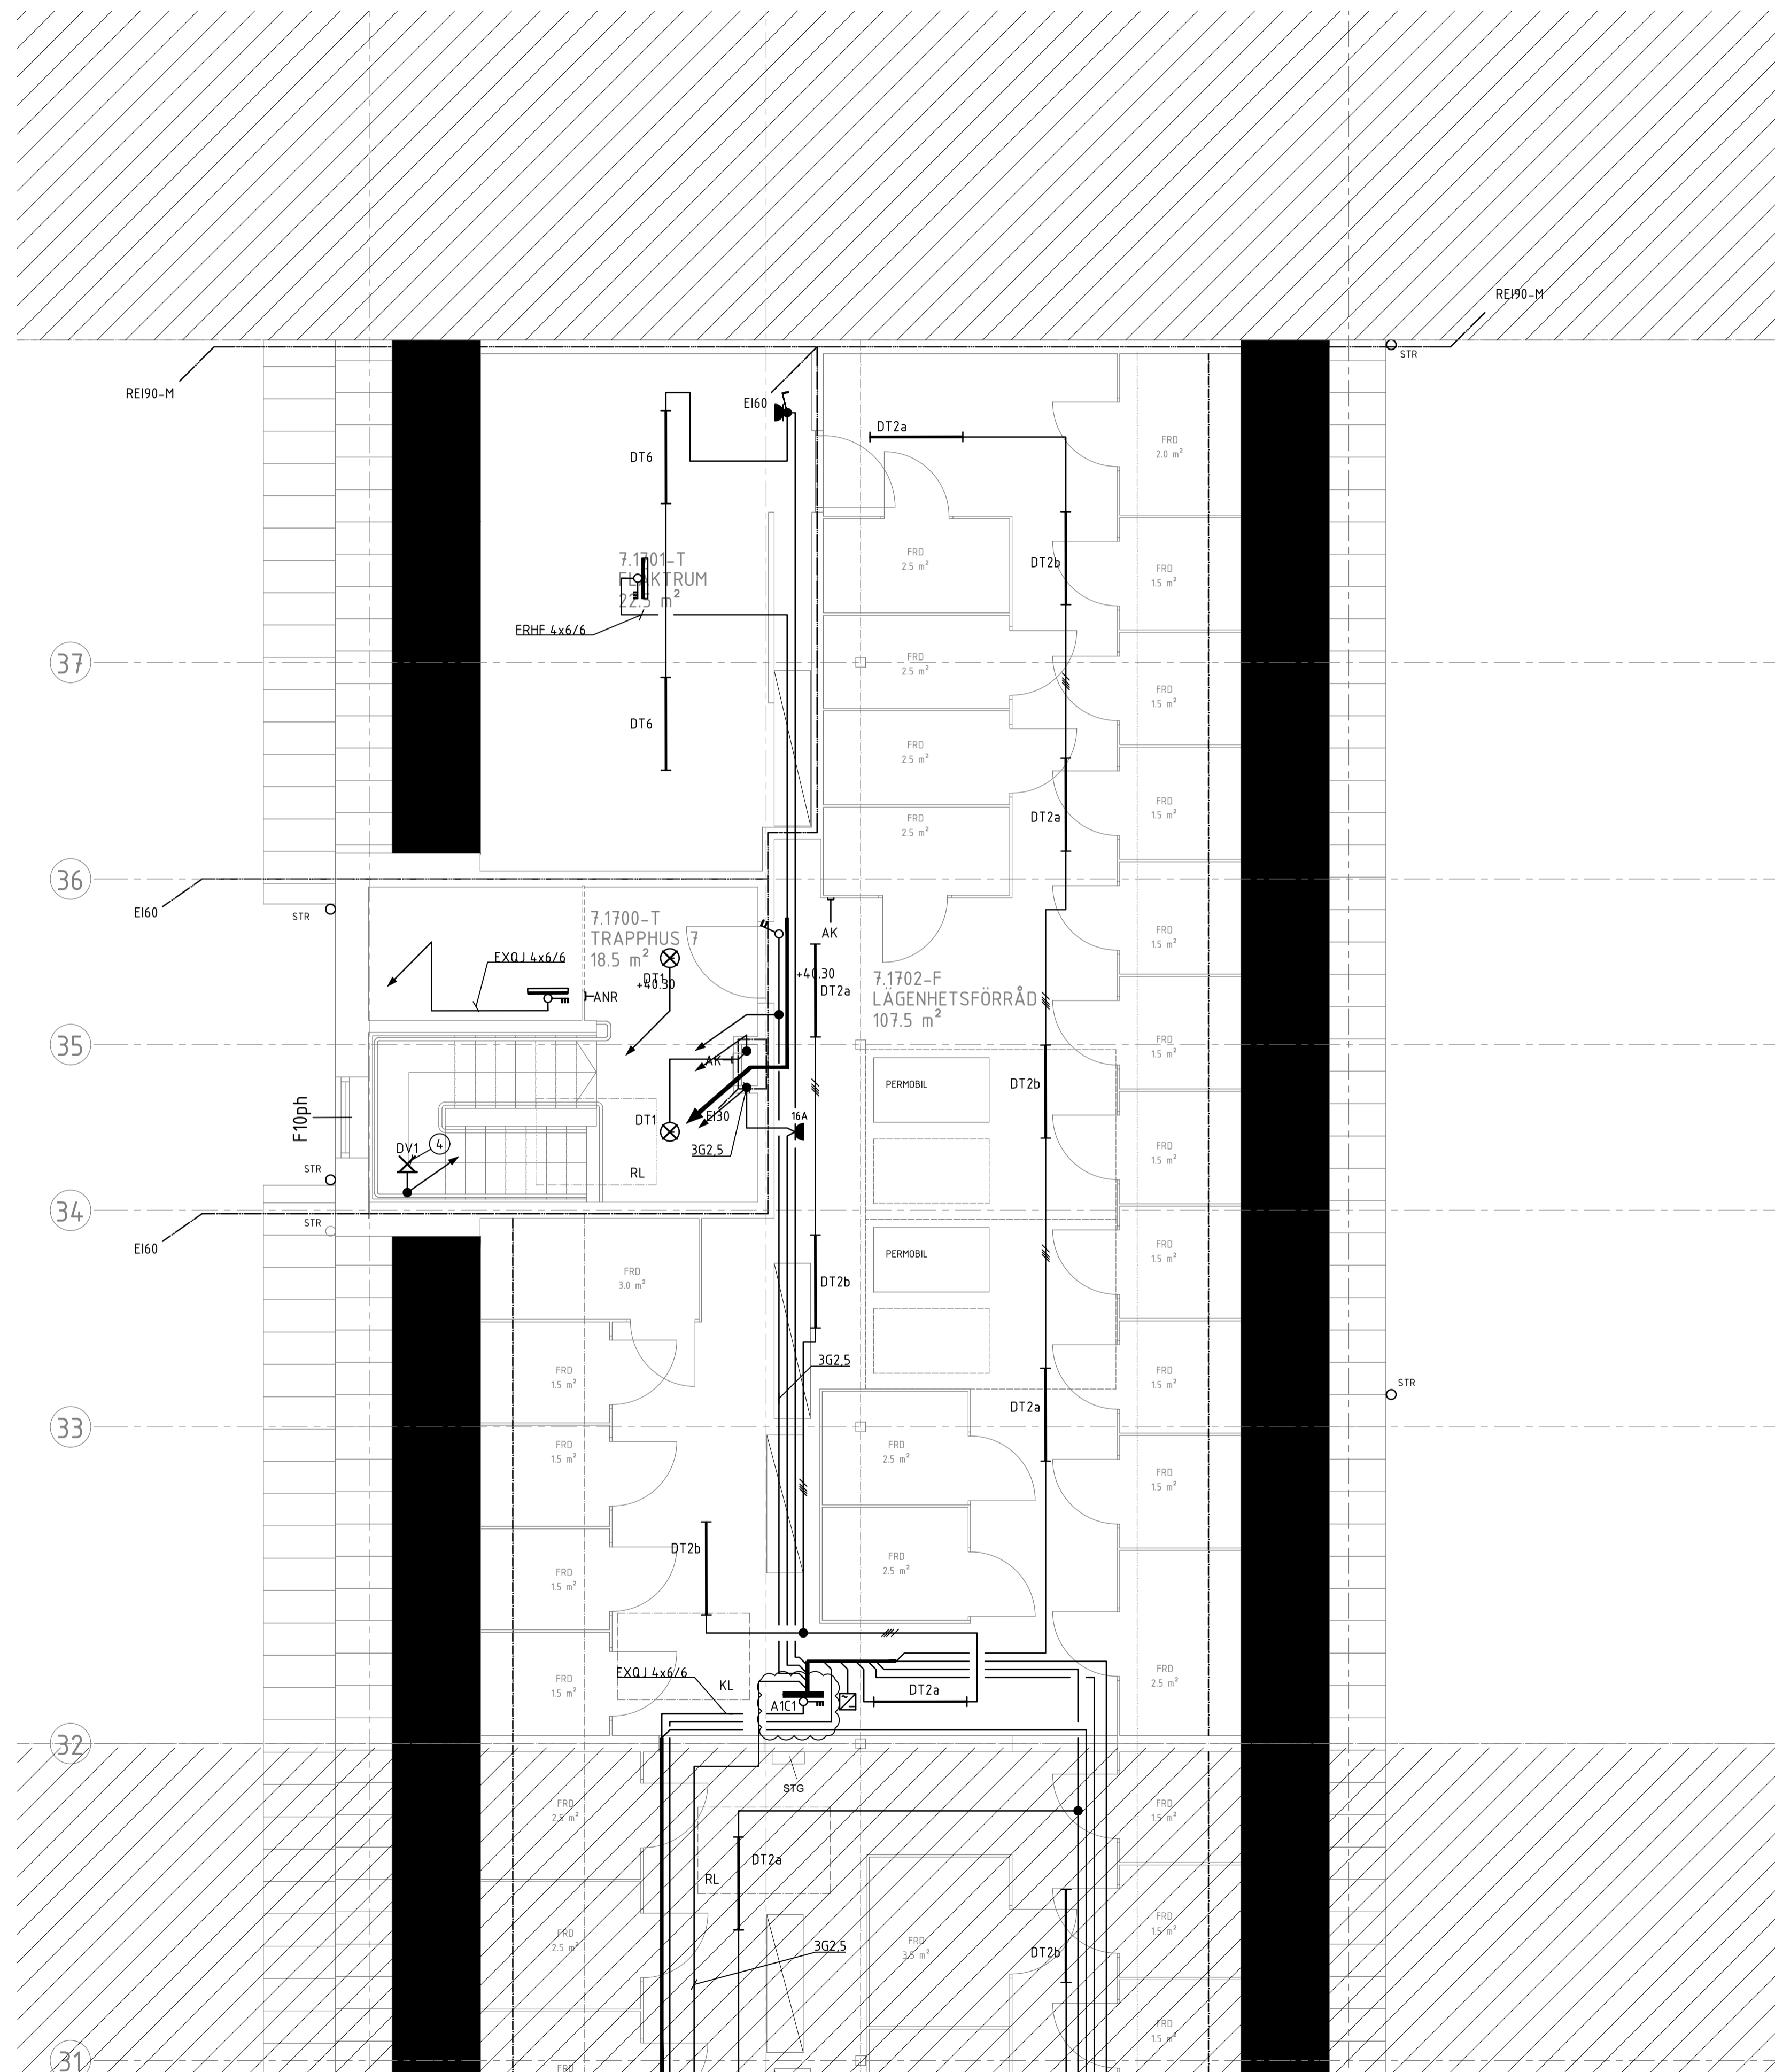 REI90-M
STR
REI90-M
EI60
DT2a
DT6
FRD
2.0 m²
7.1701-T
FLÄKTRUM
22.5 m²
FRD
2.5 m²
DT2b
FRD
1.5 m²
FRHF 4x6/6
37
FRD
2.5 m²
FRD
1.5 m²
DT6
FRD
2.5 m²
DT2a
FRD
2.5 m²
FRD
1.5 m²
36
EI60
STR
7.1700-T
TRAPPHUS 7
18.5 m²
AK
FRD
1.5 m²
EXQJ 4x6/6
DT1
+40.30
+40.30
DT2a
ANR
7.1702-F
LÄGENHETSFÖRRÅD
107.5 m²
35
AK
FRD
1.5 m²
PERMOBIL
DT2b
F10ph
DT1
EI30
16A
3G2,5
DV1
4
STR
RL
FRD
1.5 m²
34
STR
EI60
PERMOBIL
FRD
1.5 m²
FRD
3.0 m²
DT2b
3G2,5
FRD
1.5 m²
FRD
1.5 m²
STR
DT2a
33
FRD
1.5 m²
FRD
2.5 m²
FRD
1.5 m²
DT2b
FRD
1.5 m²
FRD
2.5 m²
EXQJ 4x6/6
KL
FRD
1.5 m²
A1C1
DT2a
FRD
2.5 m²
32
STG
FRD
2.5 m²
FRD
1.5 m²
DT2a
RL
FRD
2.5 m²
3G2,5
FRD
3.5 m²
DT2b
FRD
1.5 m²
FRD
1.5 m²
31
FRD